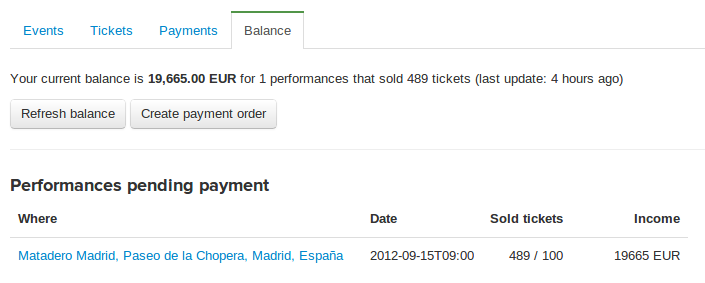 Events Tickets Payments Balance
Your current balance is 19,665.00 EUR for 1 performances that sold 489 tickets (last update: 4 hours ago)
Refresh balance Create payment order
Performances pending payment
Where Date Sold tickets Income
Matadero Madrid, Paseo de la Chopera, Madrid, España 2012-09-15T09:00 489 / 100 19665 EUR